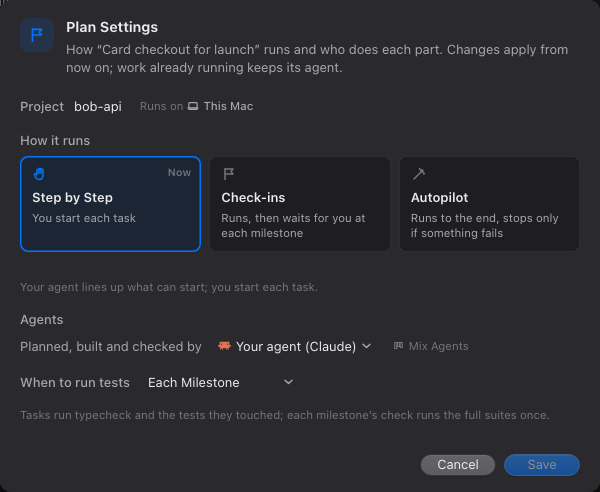 Plan Settings
How “Card checkout for launch” runs and who does each part. Changes apply from
now on; work already running keeps its agent.
Project bob-api Runs on This Mac
How it runs
Now
Step by Step
You start each task
Check-ins
Runs, then waits for you at
each milestone
Autopilot
Runs to the end, stops only
if something fails
Your agent lines up what can start; you start each task.
Agents
Planned, built and checked by Your agent (Claude) Mix Agents
When to run tests Each Milestone
Tasks run typecheck and the tests they touched; each milestone's check runs the full suites once.
Cancel Save